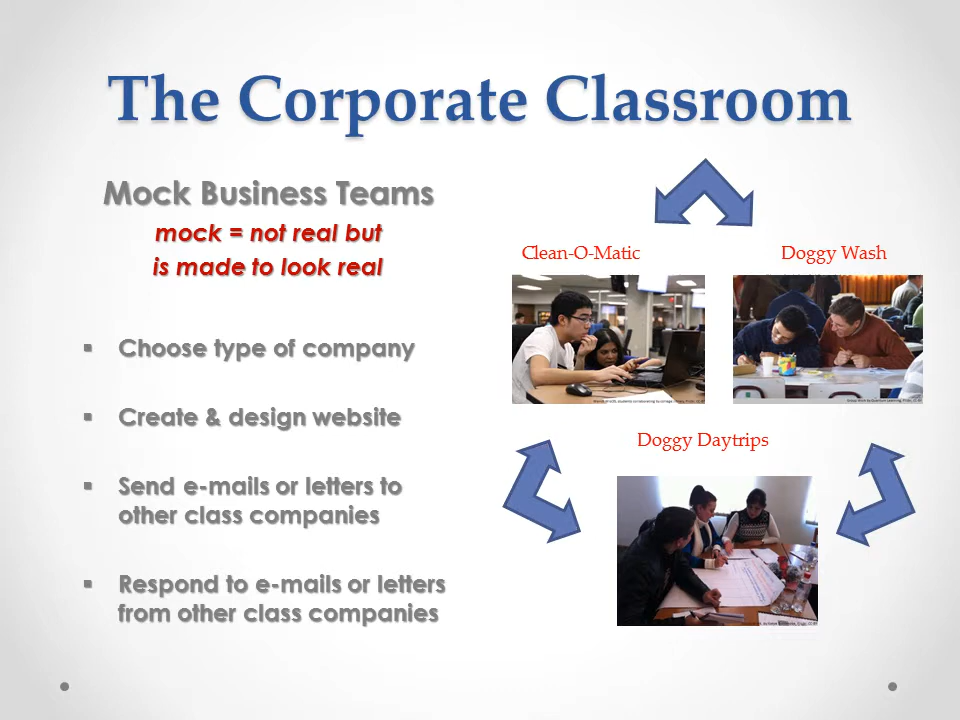 The Corporate Classroom
Mock Business Teams
mock = not real but
is made to look real
▪ Choose type of company
▪ Create & design website
▪ Send e-mails or letters to
other class companies
▪ Respond to e-mails or letters
from other class companies
Clean-O-Matic
Doggy Wash
Doggy Daytrips